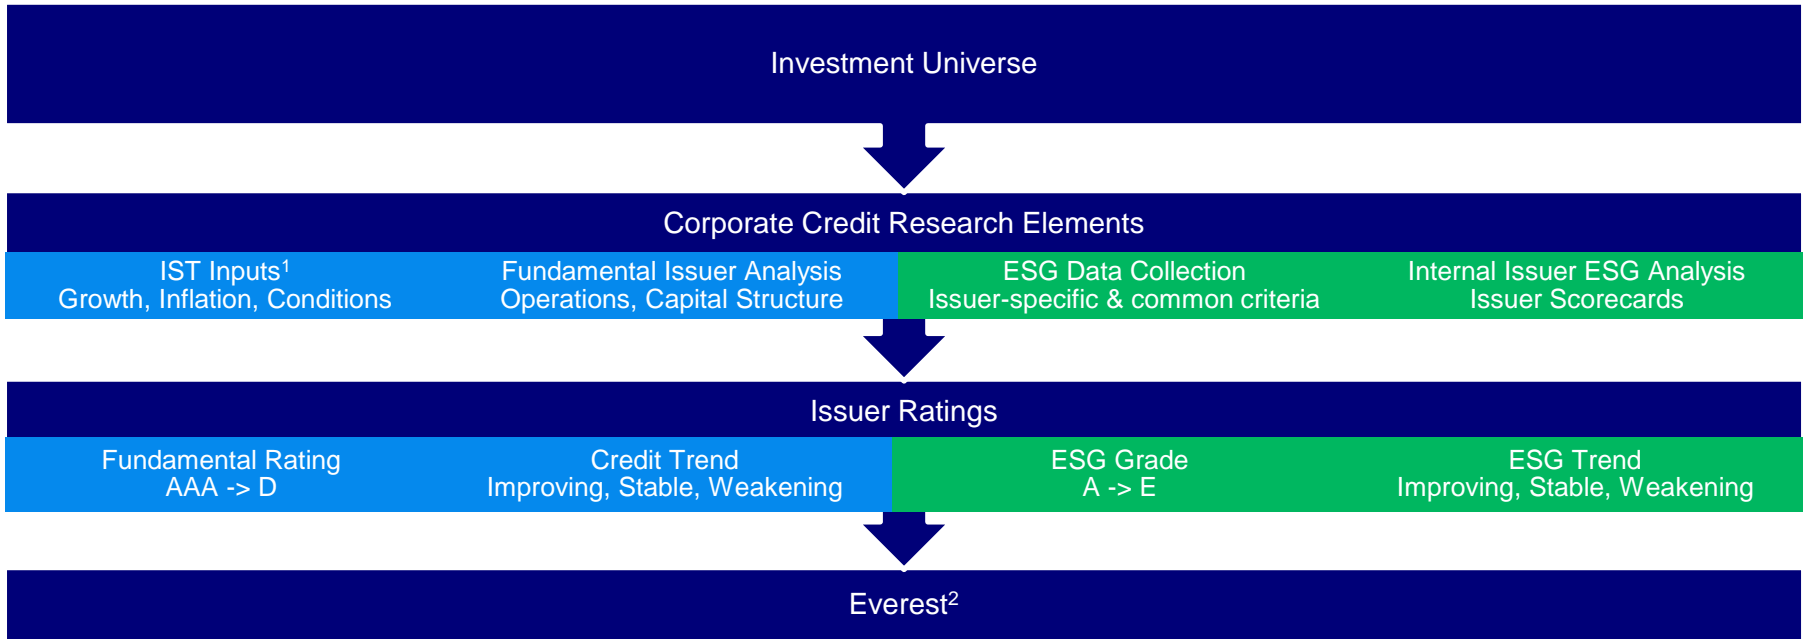 Investment Universe
Corporate Credit Research Elements
IST Inputs¹
Growth, Inflation, Conditions
Fundamental Issuer Analysis
Operations, Capital Structure
ESG Data Collection
Issuer-specific & common criteria
Internal Issuer ESG Analysis
Issuer Scorecards
Issuer Ratings
Fundamental Rating
AAA -> D
Credit Trend
Improving, Stable, Weakening
ESG Grade
A -> E
ESG Trend
Improving, Stable, Weakening
Everest²